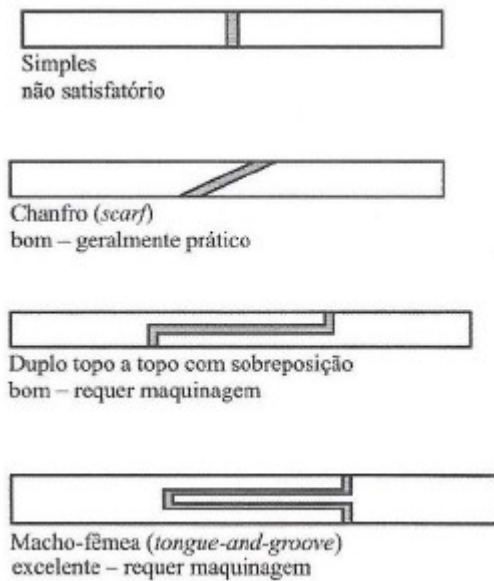 Simples
não satisfatório
Chanfro (scarf)
bom – geralmente prático
Duplo topo a topo com sobreposição
bom – requer maquinagem
Macho-fêmea (tongue-and-groove)
excelente – requer maquinagem